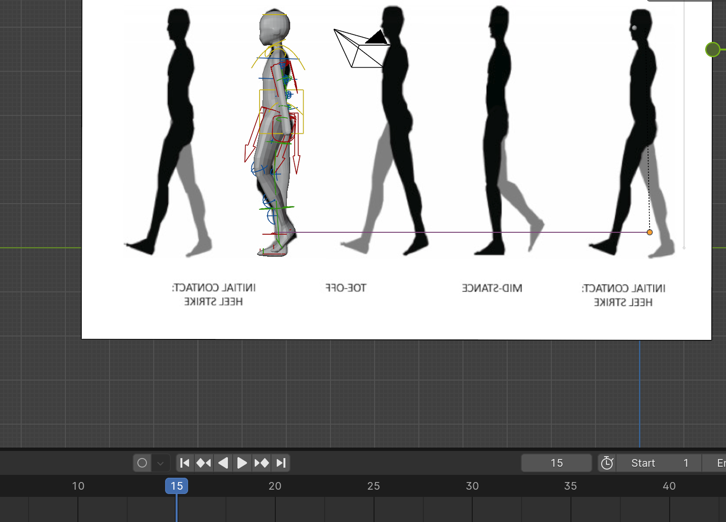 INITIAL CONTACT: TOE-OFF MID-STANCE INITIAL CONTACT:
HEEL STRIKE HEEL STRIKE
15 Start 1 En
10 15 20 25 30 35 40